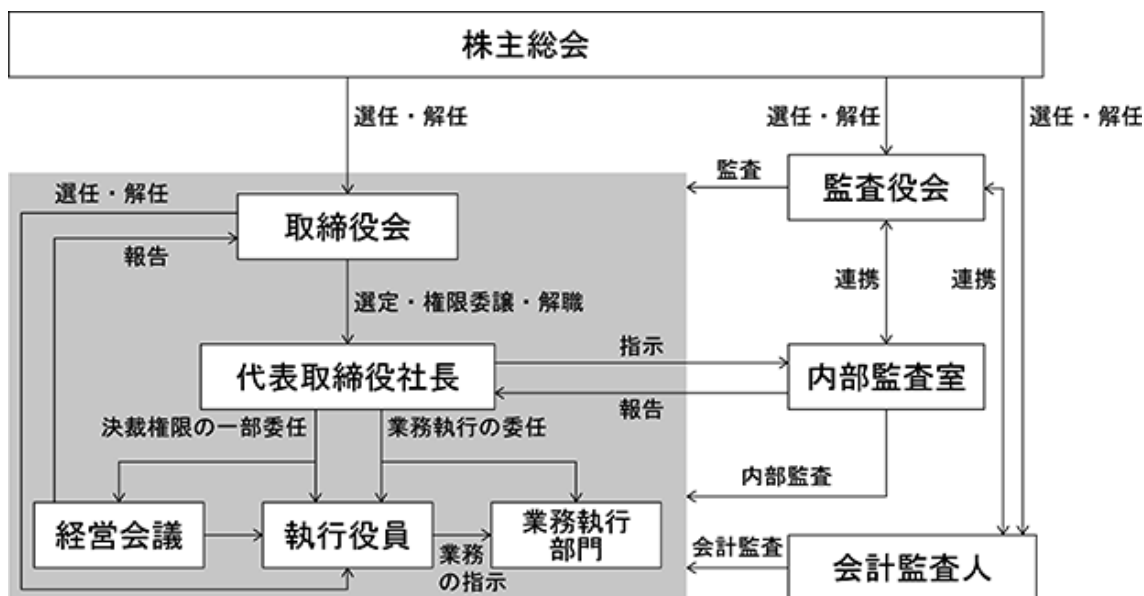 株主総会
選任・解任
選任・解任
選任・解任
監査
監査役会
選任・解任
取締役会
報告
連携
連携
選定・権限委譲・解職
指示
代表取締役社長
内部監査室
報告
決裁権限の一部委任
業務執行の委任
内部監査
経営会議
執行役員
業務執行
部門
業務
の指示
会計監査
会計監査人